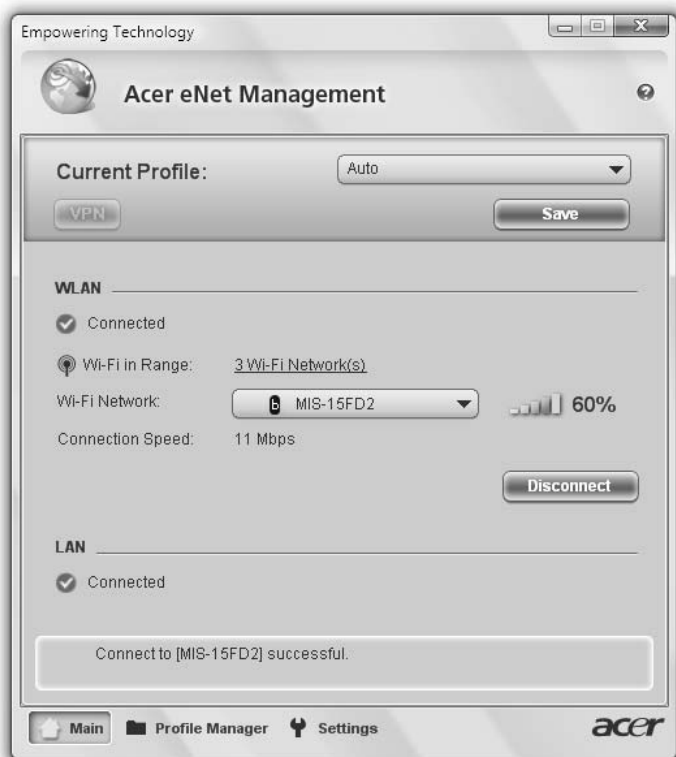 Empowering Technology
Acer eNet Management
Current Profile: Auto
VPN Save
WLAN
Connected
Wi-Fi in Range: 3 Wi-Fi Network(s)
Wi-Fi Network: b MIS-15FD2 60%
Connection Speed: 11 Mbps
Disconnect
LAN
Connected
Connect to [MIS-15FD2] successful.
Main Profile Manager Settings acer